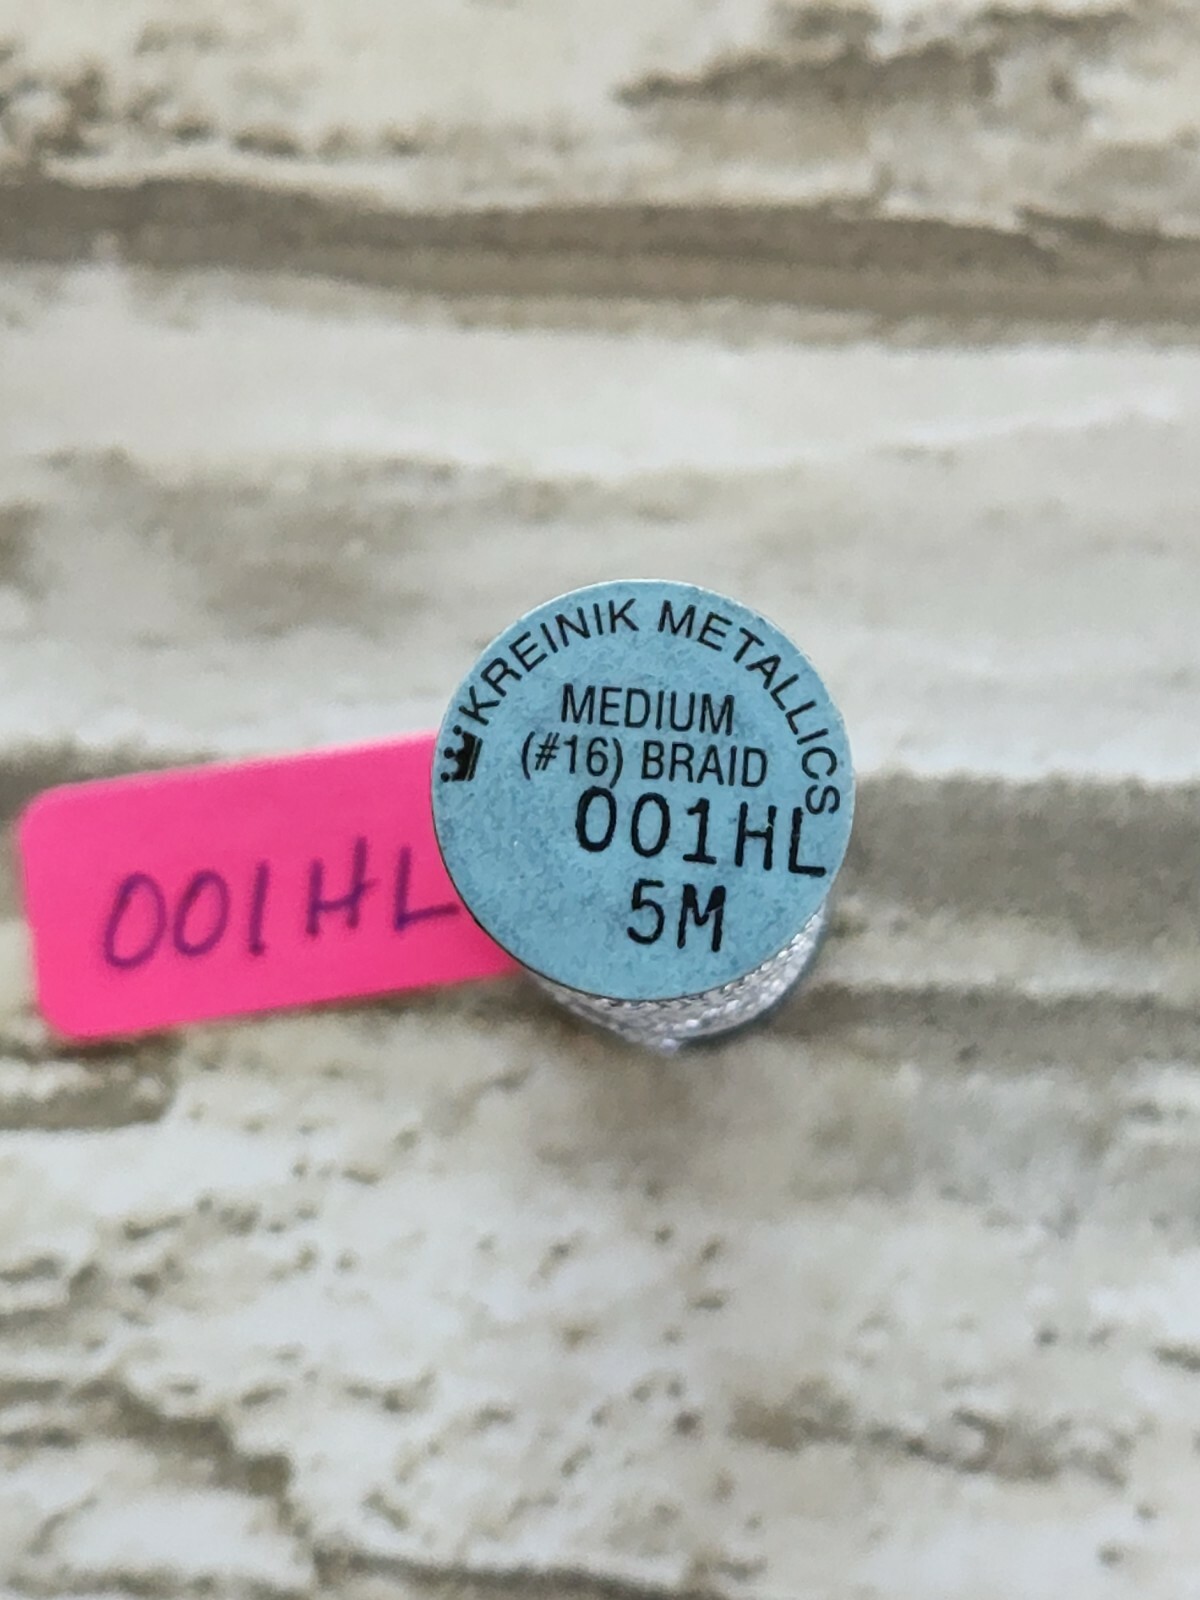 KREINIK METALLICS
MEDIUM
(#16) BRAID
001HL
5M
001HL